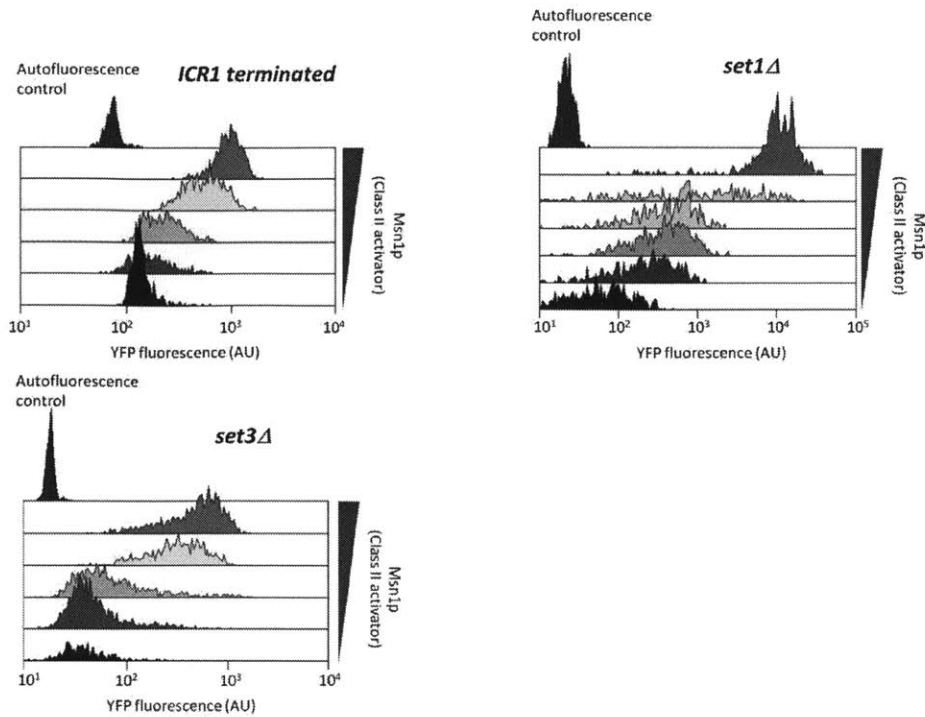 Autofluorescence
control
ICR1 terminated
Msn1p
(Class II activator)
10¹ 10² 10³ 10⁴
YFP fluorescence (AU)
Autofluorescence
control
set1Δ
Msn1p
(Class II activator)
10¹ 10² 10³ 10⁴ 10⁵
YFP fluorescence (AU)
Autofluorescence
control
set3Δ
Msn1p
(Class II activator)
10¹ 10² 10³ 10⁴
YFP fluorescence (AU)